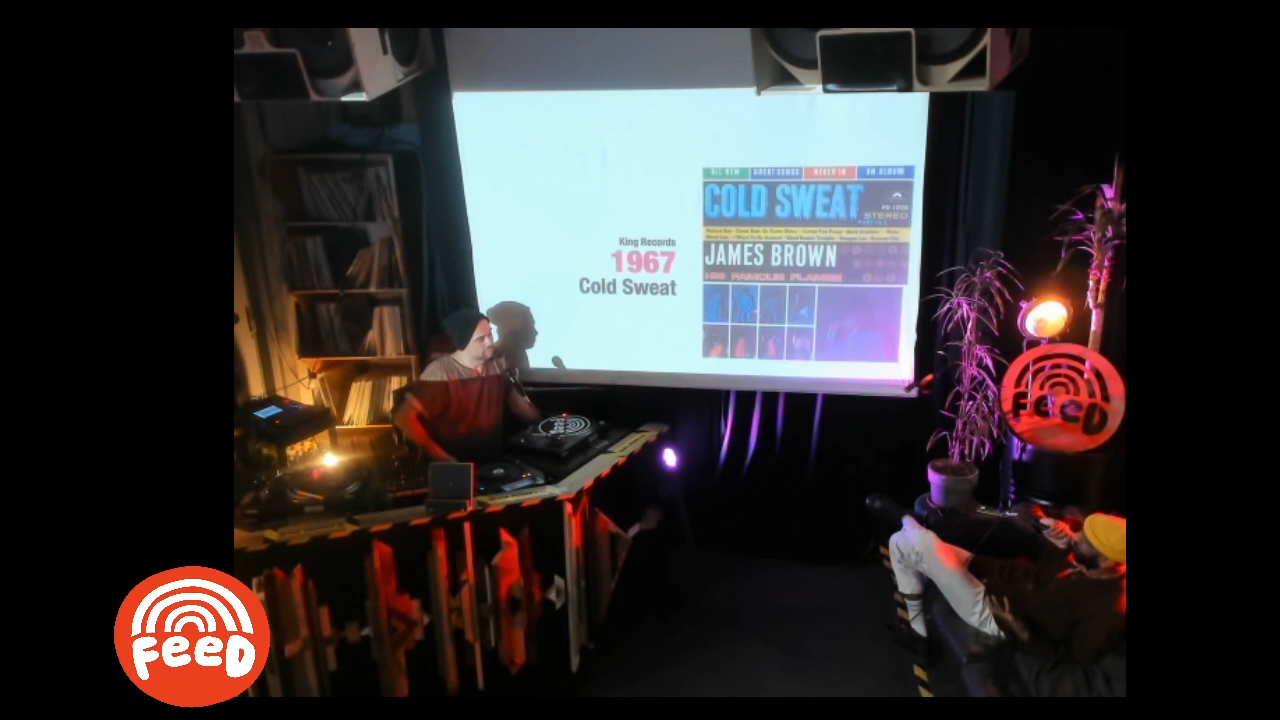 ALL NEW GREAT SONGS NEVER IN AN ALBUM
COLD SWEAT
STEREO
JAMES BROWN
HIS FAMOUS FLAMES
King Records
1967
Cold Sweat
FEED
FEED